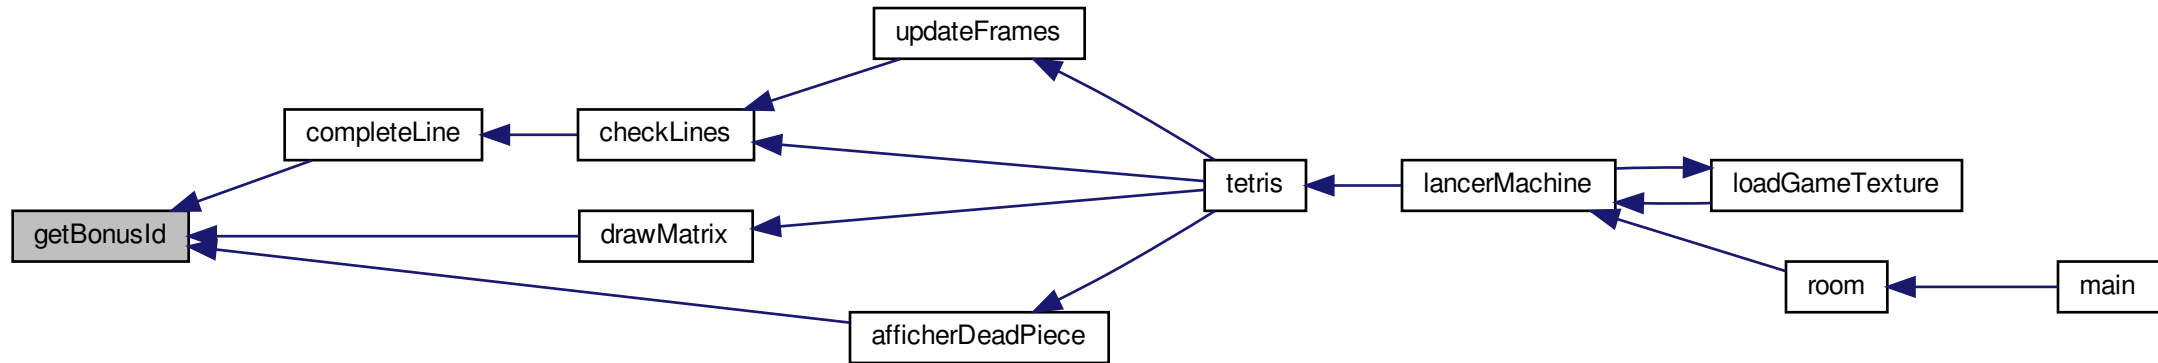 updateFrames
completeLine
checkLines
tetris
lancerMachine
loadGameTexture
getBonusId
drawMatrix
room
main
afficherDeadPiece